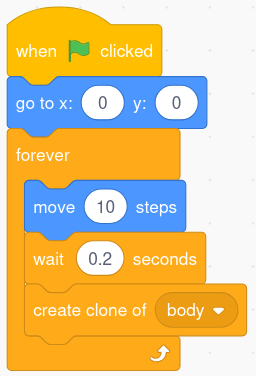 when clicked
go to x: 0 y: 0
forever
move 10 steps
wait 0.2 seconds
create clone of body